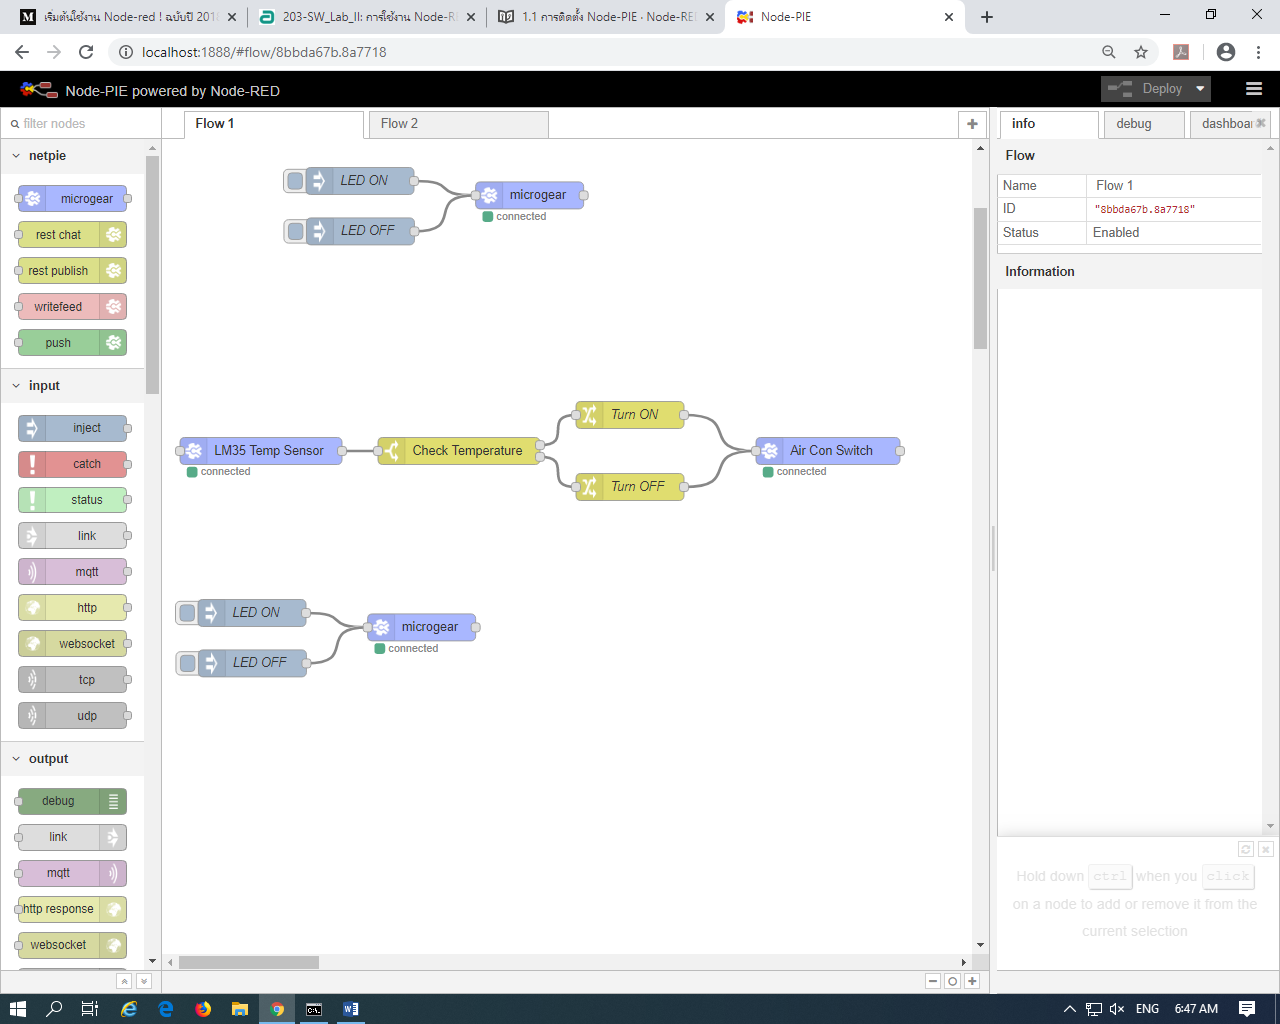 เริ่มต้นใช้งาน Node-red ! ฉบับปี 201
203-SW_Lab_II: การใช้งาน Node-R
1.1 การติดตั้ง Node-PIE · Node-RE
Node-PIE
localhost:1888/#flow/8bbda67b.8a7718
Node-PIE powered by Node-RED
Deploy
filter nodes
Flow 1
Flow 2
info
debug
dashboa
netpie
microgear
rest chat
rest publish
writefeed
push
input
inject
catch
status
link
mqtt
http
websocket
tcp
udp
output
debug
link
mqtt
http response
websocket
LED ON
LED OFF
microgear
connected
LM35 Temp Sensor
connected
Check Temperature
Turn ON
Turn OFF
Air Con Switch
connected
LED ON
LED OFF
microgear
connected
Flow
Name Flow 1
ID "8bbda67b.8a7718"
Status Enabled
Information
Hold down ctrl when you click
on a node to add or remove it from the
current selection
ENG 6:47 AM